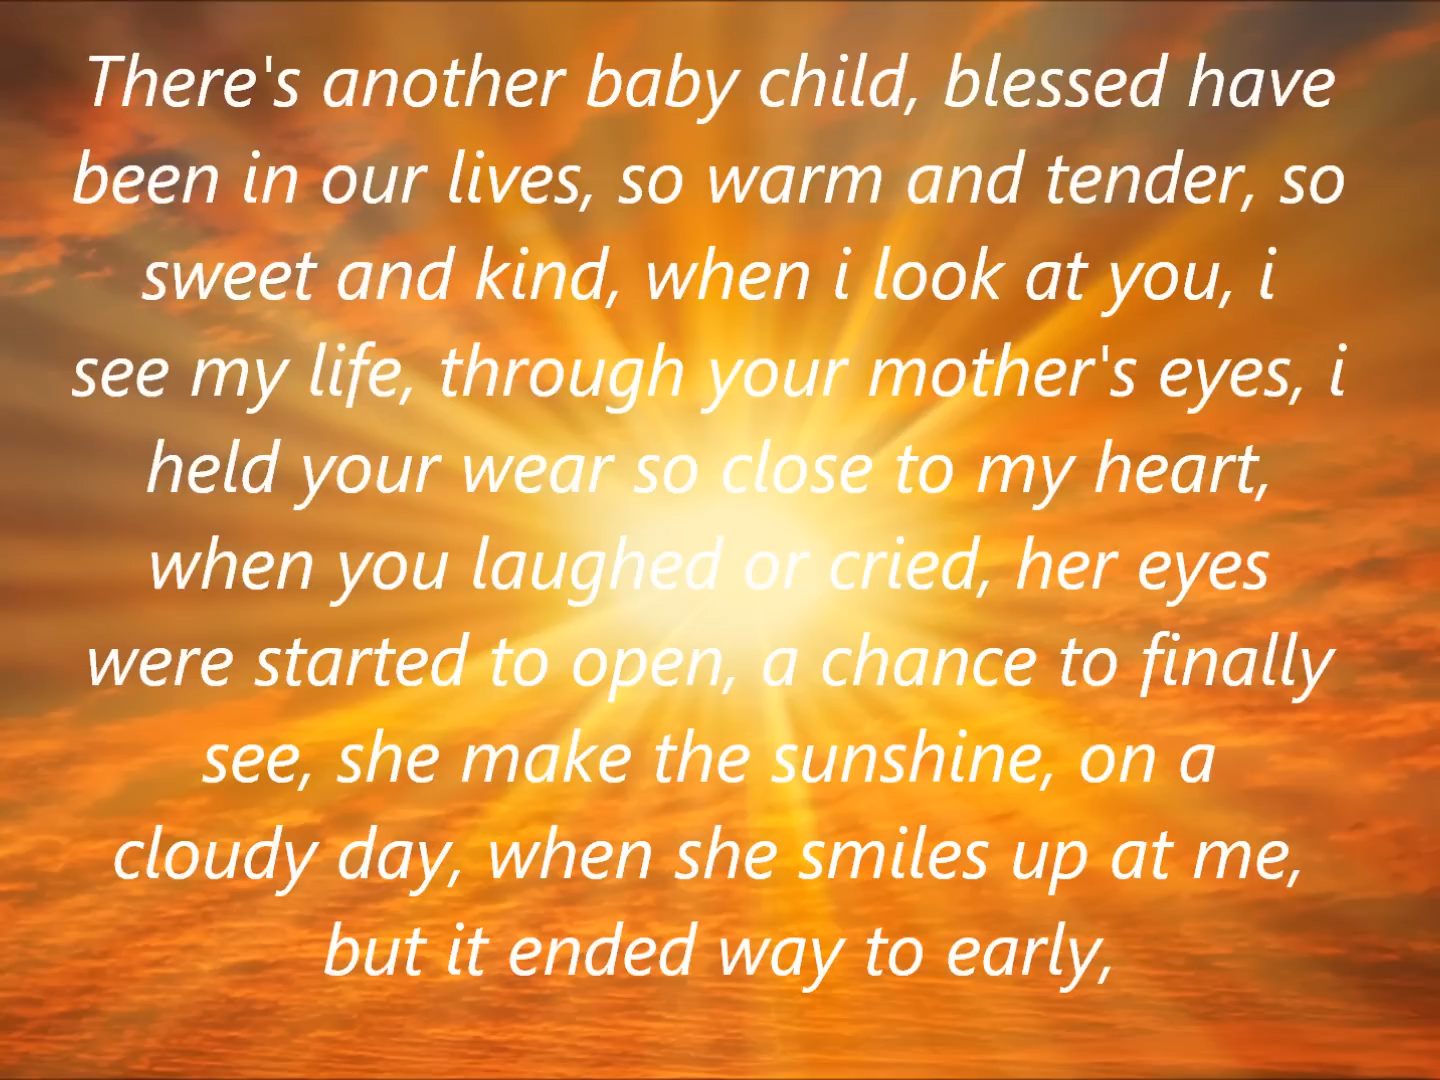 There's another baby child, blessed have
been in our lives, so warm and tender, so
sweet and kind, when i look at you, i
see my life, through your mother's eyes, i
held your wear so close to my heart,
when you laughed or cried, her eyes
were started to open, a chance to finally
see, she make the sunshine, on a
cloudy day, when she smiles up at me,
but it ended way to early,